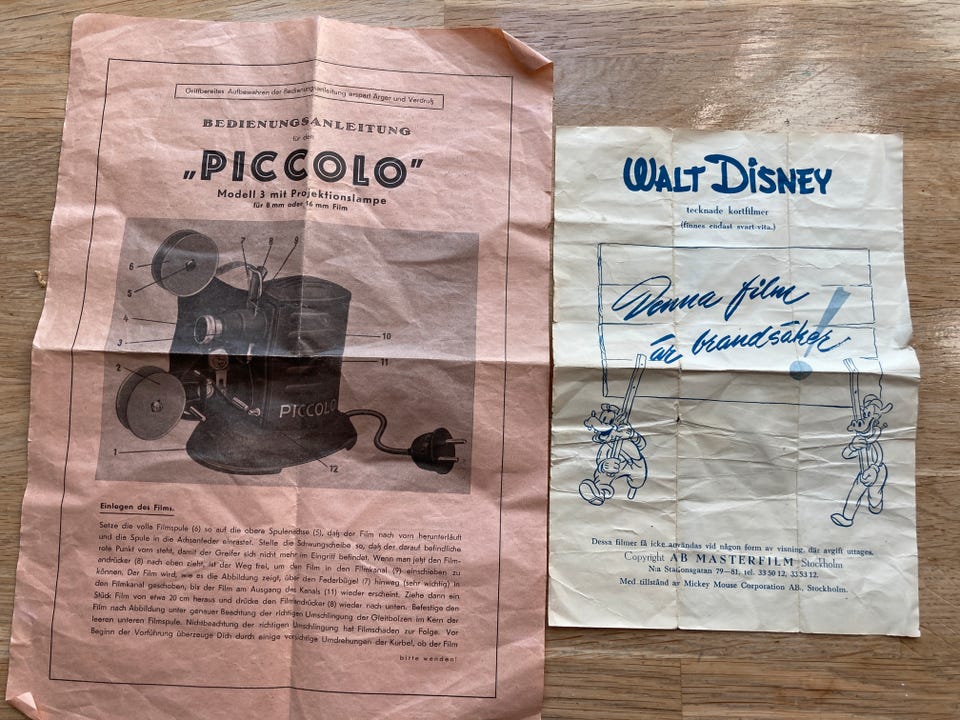 Griffbereites Aufbewahren der Bedienungsanleitung erspart Ärger und Verdruß
BEDIENUNGSANLEITUNG
für den
„PICCOLO"
Modell 3 mit Projektionslampe
für 8 mm oder 16 mm Film
7 8 9
6
5
4
3
10
11
2
PICCOLO
1
12
Einlegen des Films.
Setze die volle Filmspule (6) so auf die obere Spulenachse (5), daß der Film nach vorn herunterläuft
und die Spule in die Achsenfeder einrastet. Stelle die Schwungscheibe so, daß der darauf befindliche
rote Punkt vorn steht, damit der Greifer sich nicht mehr im Eingriff befindet. Wenn man jetzt den Film-
andrücker (8) nach oben zieht, ist der Weg frei, um den Film in den Filmkanal (9) einschieben zu
können. Der Film wird, wie es die Abbildung zeigt, über den Federbügel (7) hinweg (sehr wichtig) in
den Filmkanal geschoben, bis der Film am Ausgang des Kanals (11) wieder erscheint. Ziehe dann ein
Stück Film von etwa 20 cm heraus und drücke den Filmandrücker (8) wieder nach unten. Befestige den
Film nach Abbildung unter genauer Beachtung der richtigen Umschlingung der Gleitbolzen im Kern der
leeren unteren Filmspule. Nichtbeachtung der richtigen Umschlingung hat Filmschaden zur Folge. Vor
Beginn der Vorführung überzeuge Dich durch einige vorsichtige Umdrehungen der Kurbel, ob der Film
bitte wenden!
WALT DISNEY
tecknade kortfilmer
(finnes endast svart-vita.)
Denna film
är brandsäker!
Dessa filmer få icke användas vid någon form av visning, där avgift uttages.
Copyright AB MASTERFILM Stockholm
N:a Stationsgatan 79—81, tel. 33 50 12, 33 53 12.
Med tillstånd av Mickey Mouse Corporation AB., Stockholm.